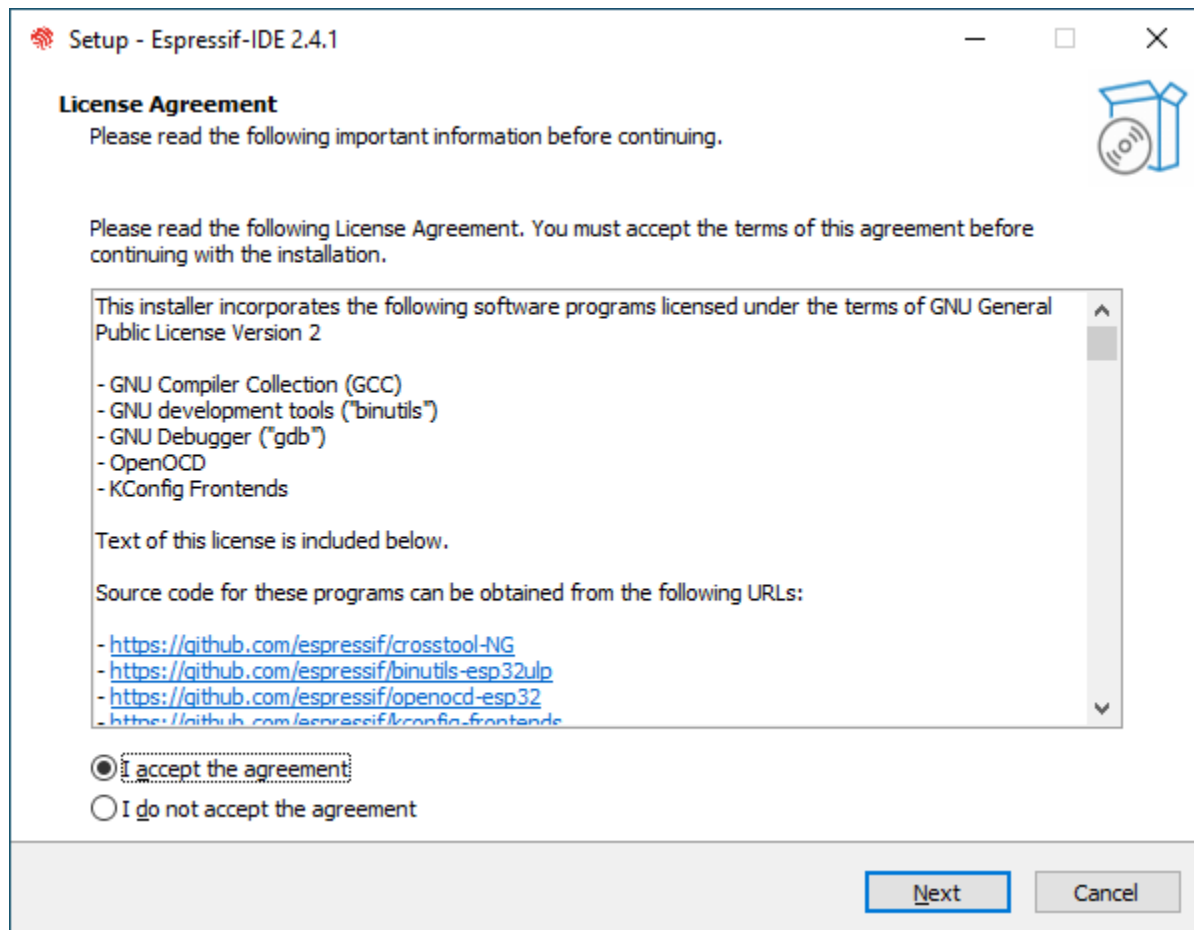 Setup - Espressif-IDE 2.4.1
License Agreement
Please read the following important information before continuing.
Please read the following License Agreement. You must accept the terms of this agreement before
continuing with the installation.
This installer incorporates the following software programs licensed under the terms of GNU General
Public License Version 2
- GNU Compiler Collection (GCC)
- GNU development tools ("binutils")
- GNU Debugger ("gdb")
- OpenOCD
- KConfig Frontends
Text of this license is included below.
Source code for these programs can be obtained from the following URLs:
- https://github.com/espressif/crosstool-NG
- https://github.com/espressif/binutils-esp32ulp
- https://github.com/espressif/openocd-esp32
- https://github.com/espressif/kconfig-frontends
I accept the agreement
I do not accept the agreement
Next
Cancel